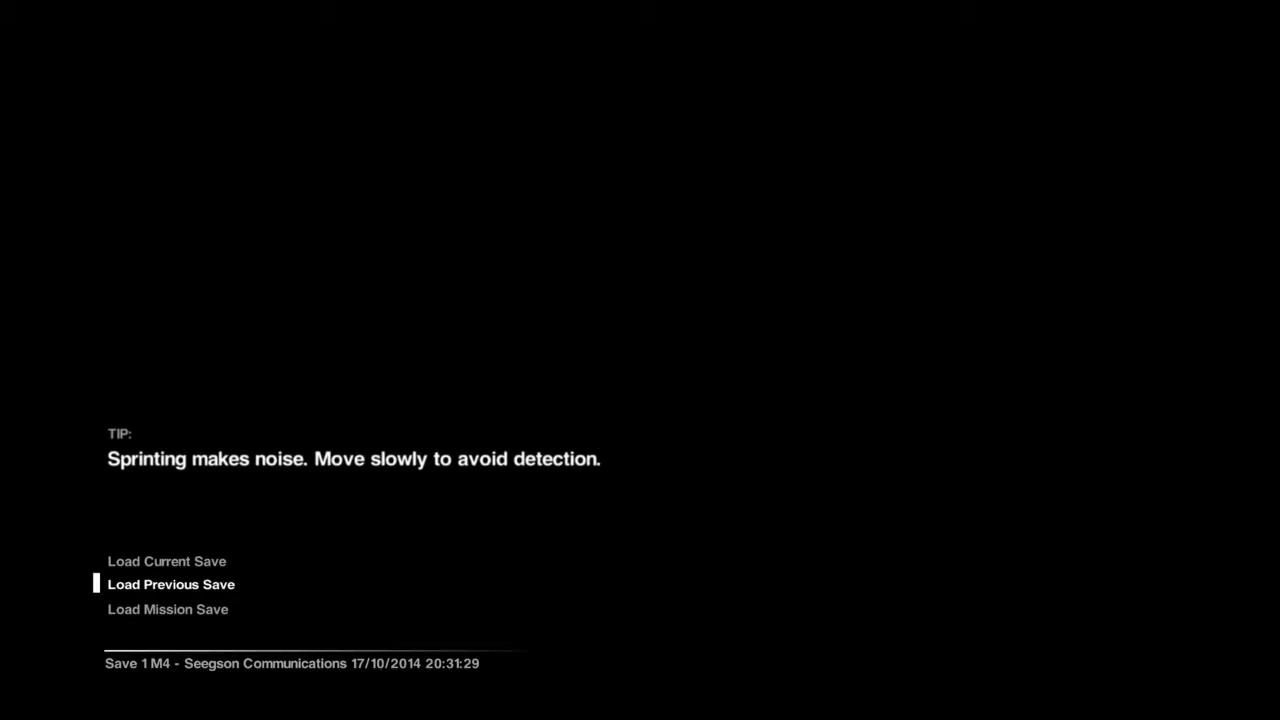 TIP:
Sprinting makes noise. Move slowly to avoid detection.
Load Current Save
Load Previous Save
Load Mission Save
Save 1 M4 - Seegson Communications 17/10/2014 20:31:29